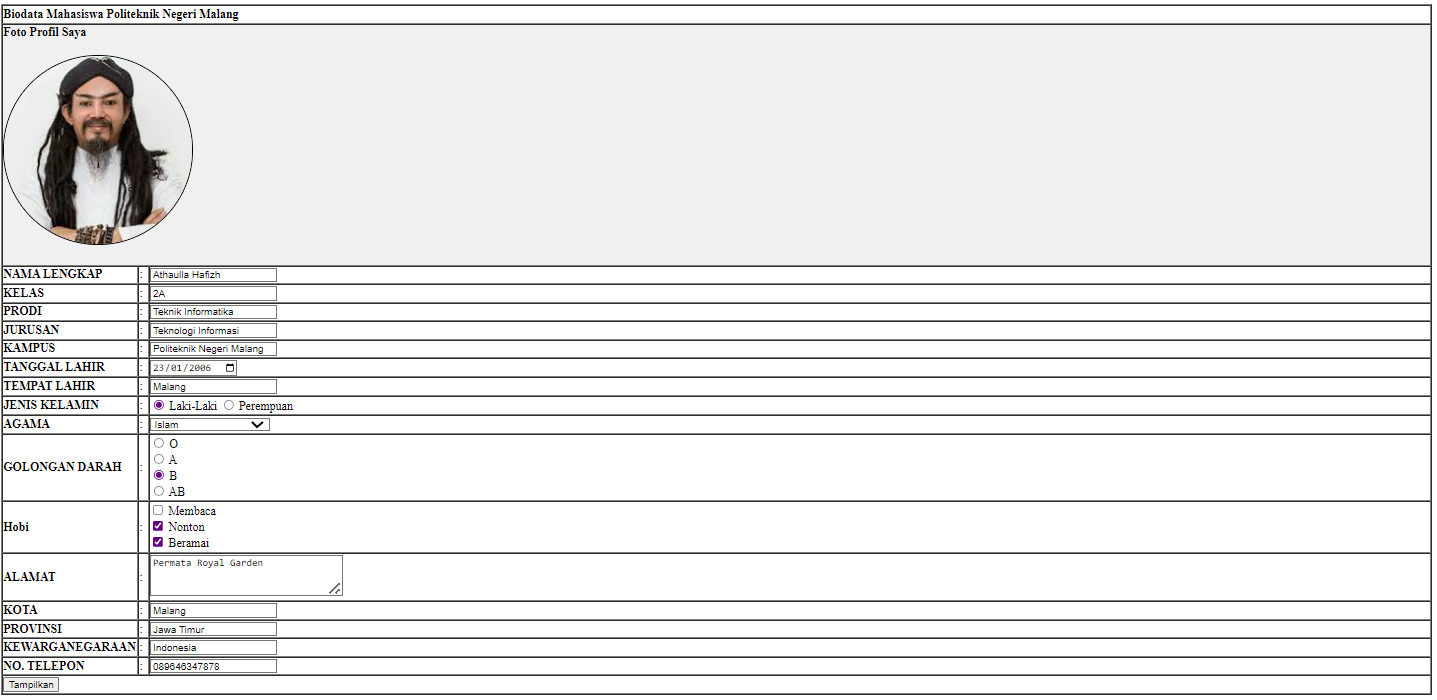 Biodata Mahasiswa Politeknik Negeri Malang
Foto Profil Saya
NAMA LENGKAP : Athaulla Hafizh
KELAS : 2A
PRODI : Teknik Informatika
JURUSAN : Teknologi Informasi
KAMPUS : Politeknik Negeri Malang
TANGGAL LAHIR : 23/01/2006
TEMPAT LAHIR : Malang
JENIS KELAMIN : Laki-Laki Perempuan
AGAMA : Islam
GOLONGAN DARAH :
O
A
B
AB
Hobi :
Membaca
Nonton
Beramai
ALAMAT : Permata Royal Garden
KOTA : Malang
PROVINSI : Jawa Timur
KEWARGANEGARAAN : Indonesia
NO. TELEPON : 089646347878
Tampilkan